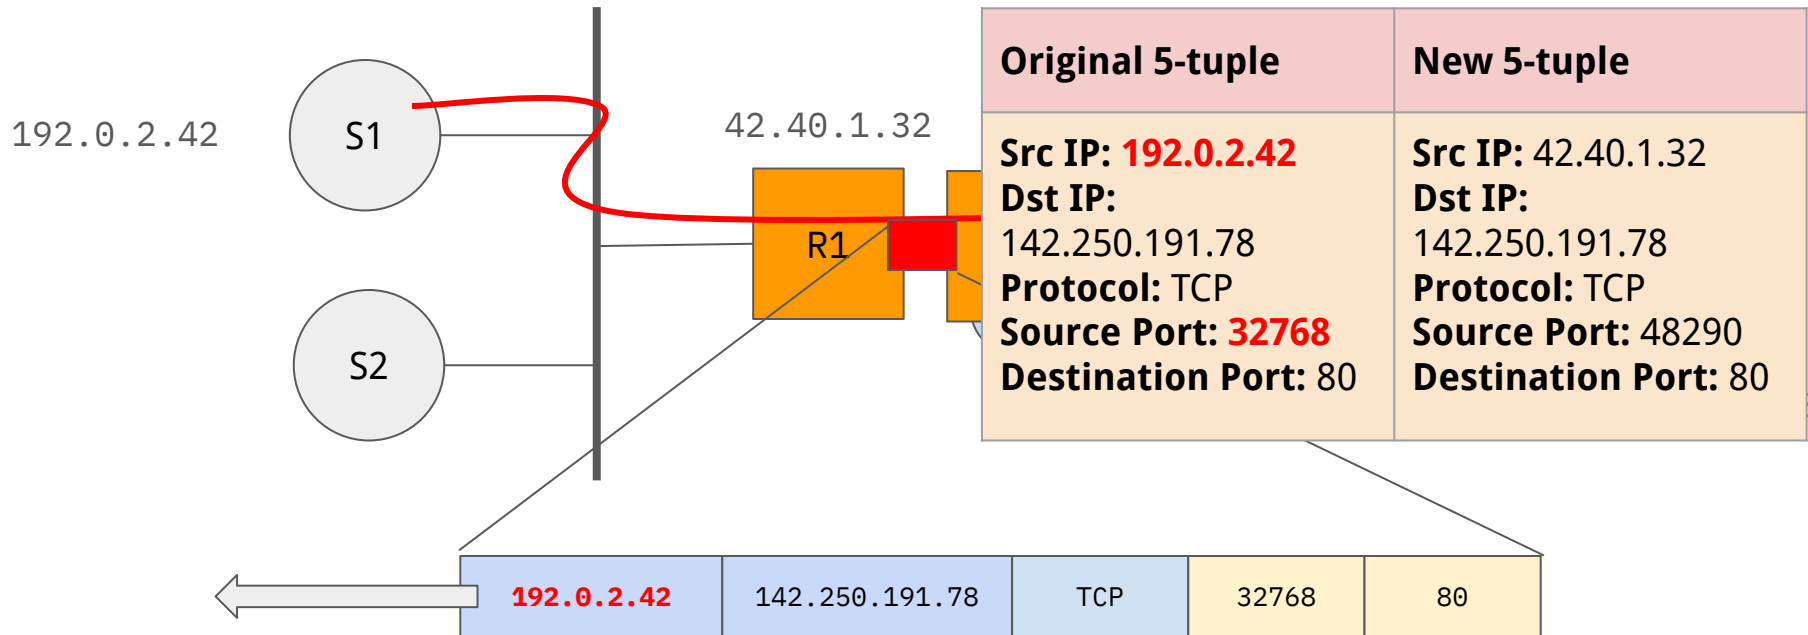 192.0.2.42
S1
S2
42.40.1.32
R1
Original 5-tuple
Src IP: 192.0.2.42
Dst IP:
142.250.191.78
Protocol: TCP
Source Port: 32768
Destination Port: 80
New 5-tuple
Src IP: 42.40.1.32
Dst IP:
142.250.191.78
Protocol: TCP
Source Port: 48290
Destination Port: 80
192.0.2.42 142.250.191.78 TCP 32768 80